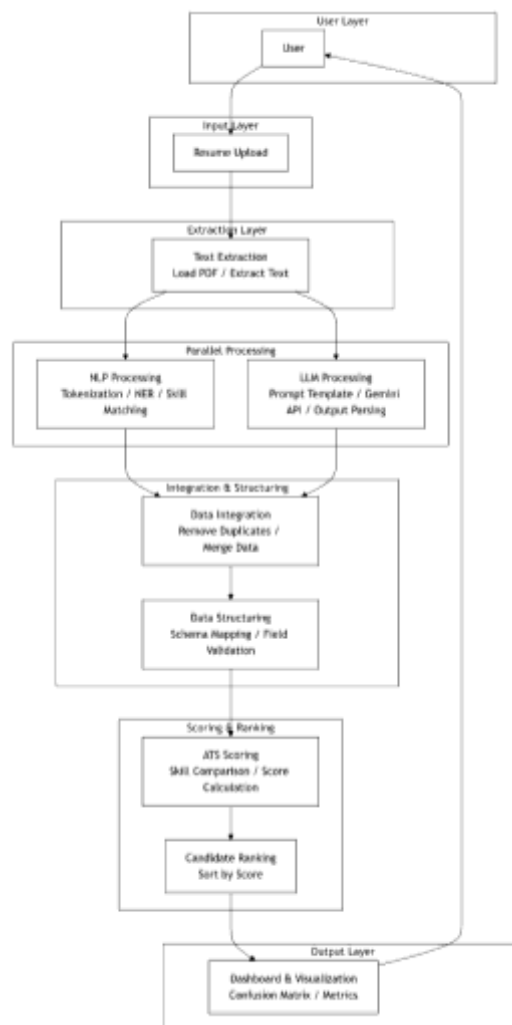 User Layer
User
Input Layer
Resume Upload
Extraction Layer
Text Extraction
Load PDF / Extract Text
Parallel Processing
NLP Processing
Tokenization / NER / Skill
Matching
LLM Processing
Prompt Template / Gemini
API / Output Parsing
Integration & Structuring
Data Integration
Remove Duplicates /
Merge Data
Data Structuring
Schema Mapping / Field
Validation
Scoring & Ranking
ATS Scoring
Skill Comparison / Score
Calculation
Candidate Ranking
Sort by Score
Output Layer
Dashboard & Visualization
Confusion Matrix / Metrics